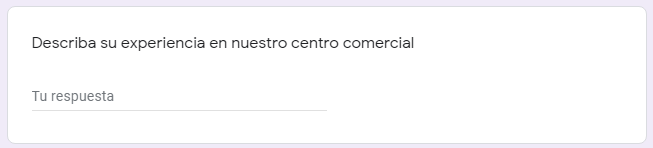 Describa su experiencia en nuestro centro comercial
Tu respuesta